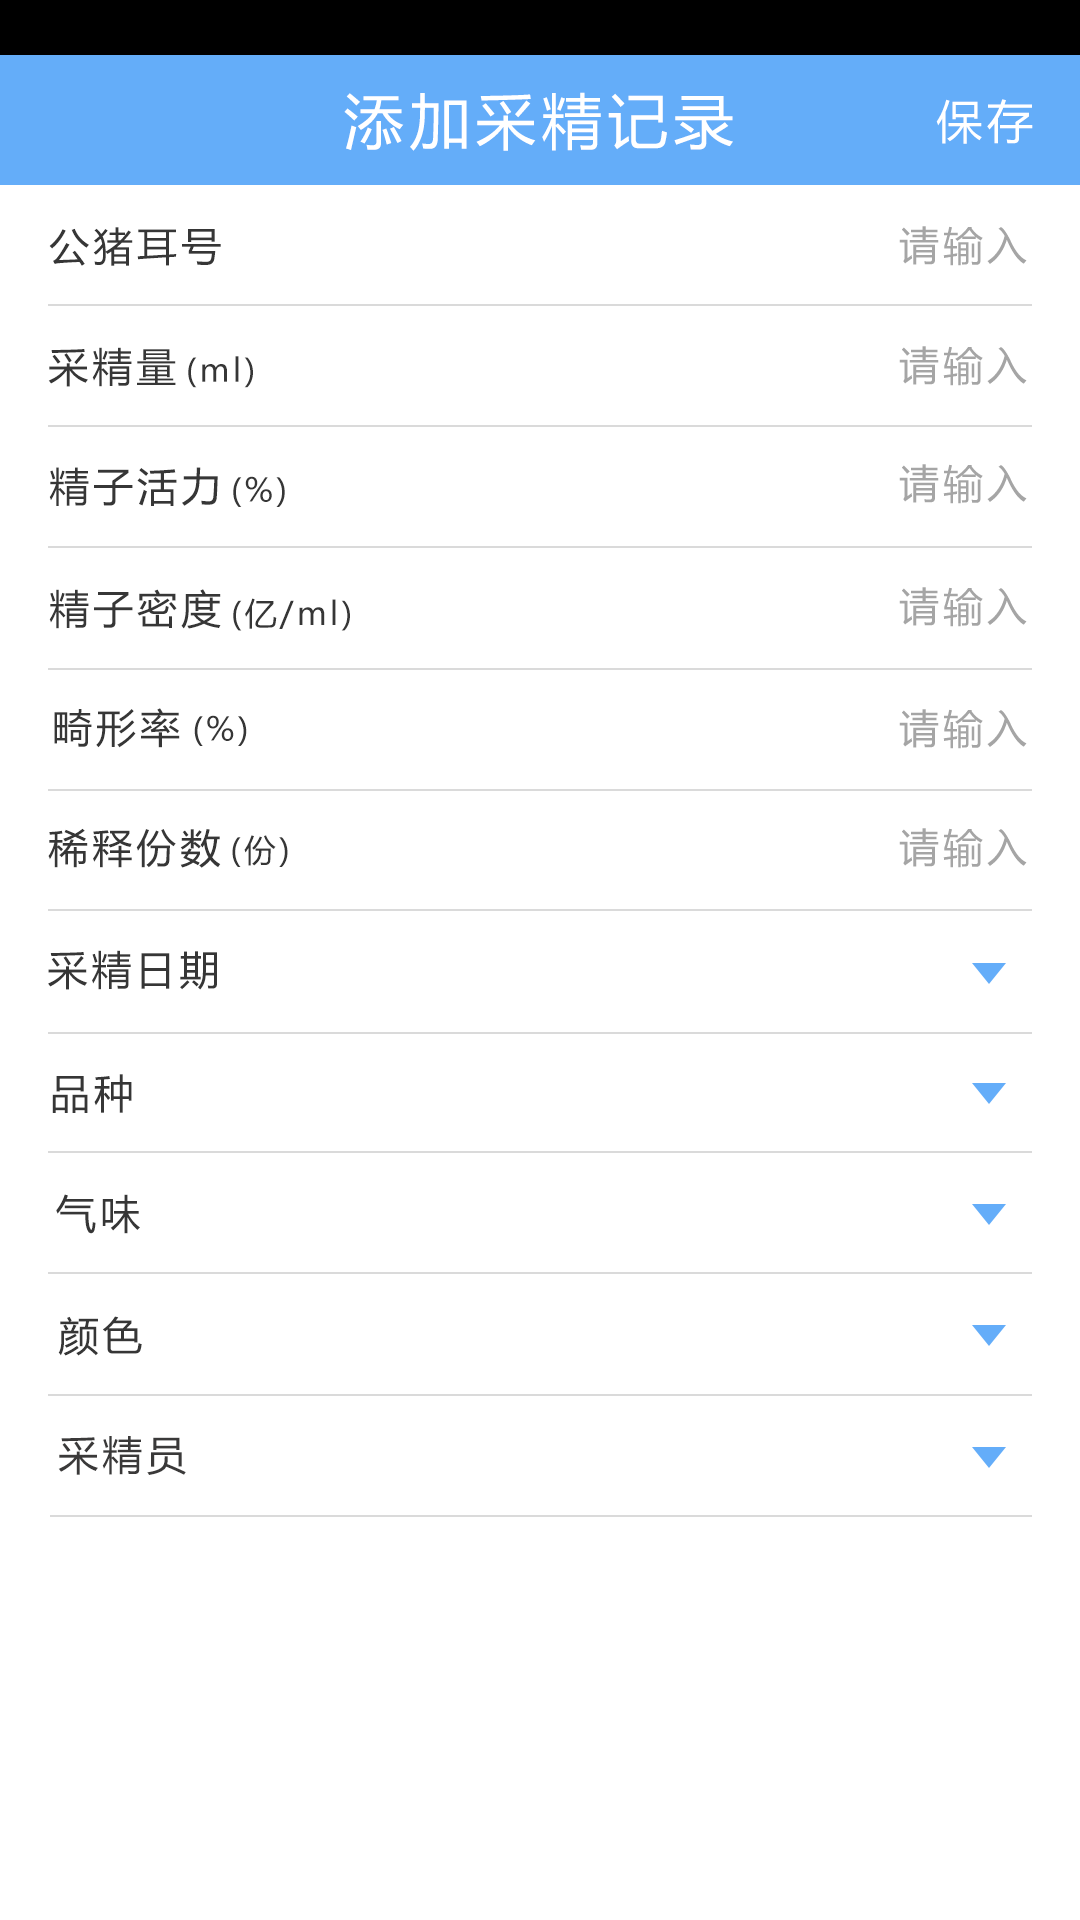 添加采精记录 保存
公猪耳号 请输入
采精量(ml) 请输入
精子活力(%) 请输入
精子密度(亿/ml) 请输入
畸形率(%) 请输入
稀释份数(份) 请输入
采精日期
品种
气味
颜色
采精员